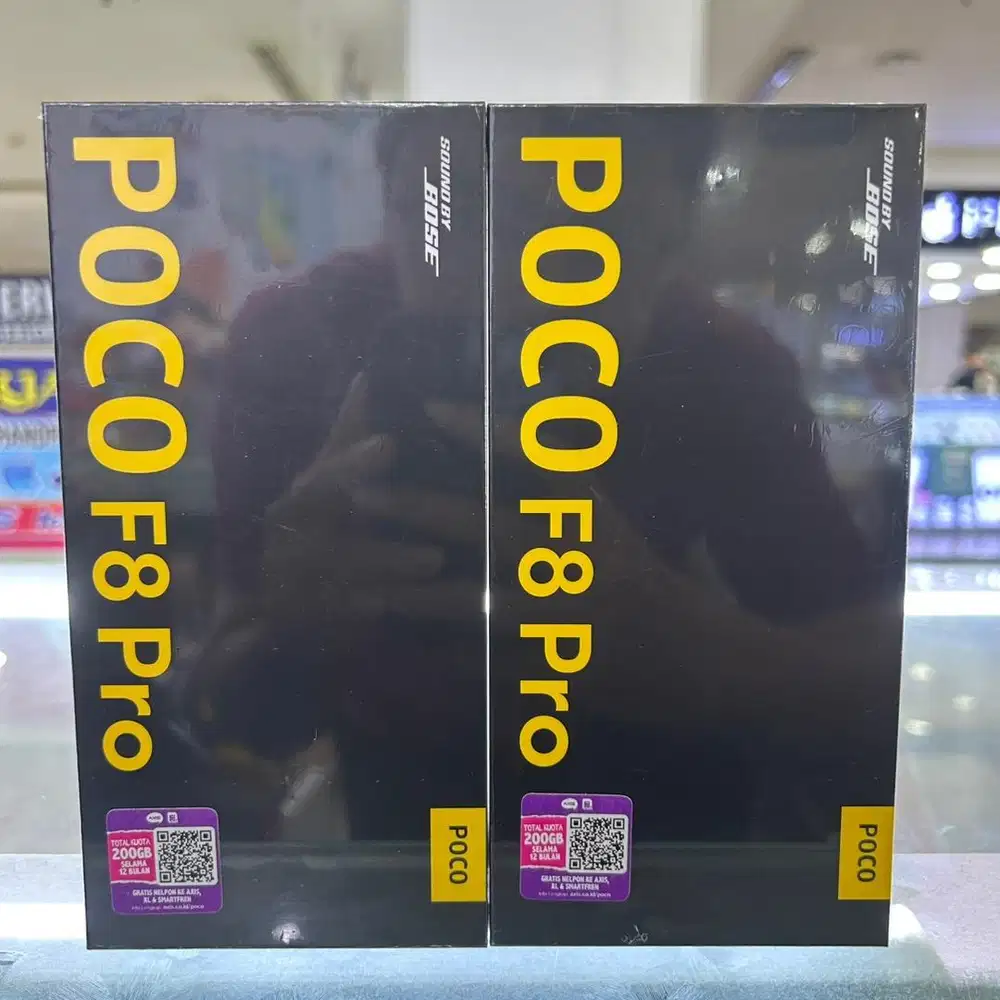 POCO F8 Pro
SOUND BY
BOSE
AXIS
TOTAL KUOTA
200GB
SELAMA
12 BULAN
GRATIS NELPON KE AXIS,
XL & SMARTFREN
POCO
POCO F8 Pro
SOUND BY
BOSE
TOTAL KUOTA
200GB
SELAMA
12 BULAN
GRATIS NELPON KE AXIS,
XL & SMARTFREN
POCO